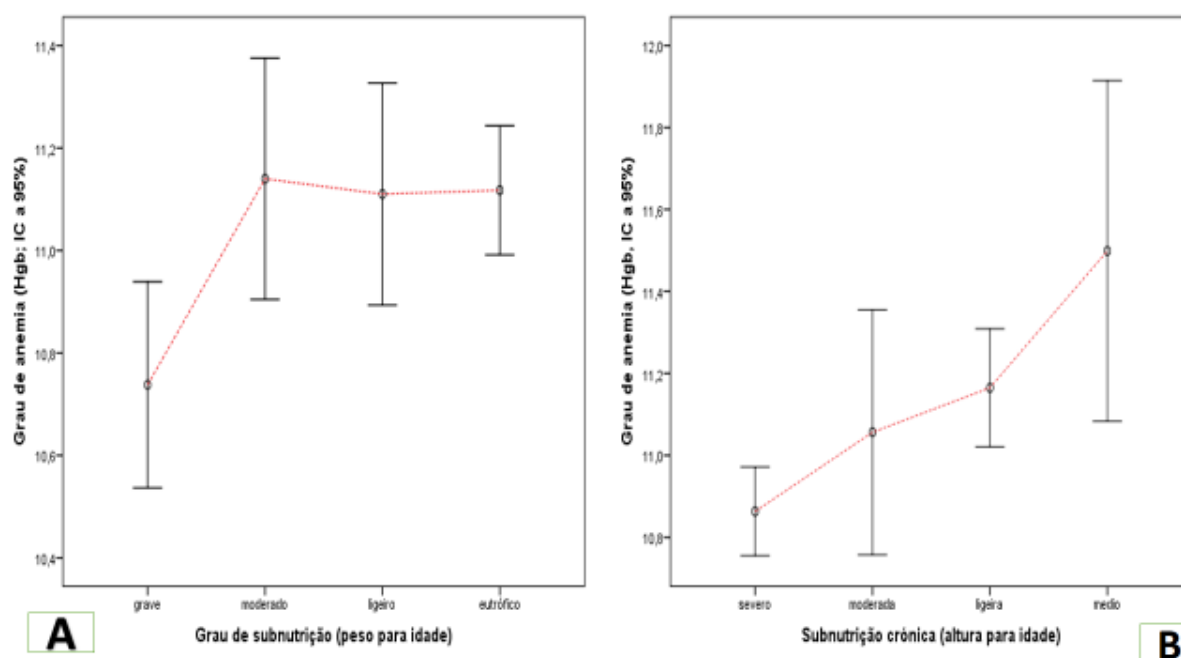 Grau de anemia (Hgb; IC a 95%)
11,4
11,2
11,0
10,8
10,6
10,4
grave
moderado
ligeiro
eutrófico
Grau de subnutrição (peso para idade)
A
Grau de anemia (Hgb, IC a 95%)
12,0
11,8
11,6
11,4
11,2
11,0
10,8
severo
moderada
ligeira
medio
Subnutrição crónica (altura para idade)
B